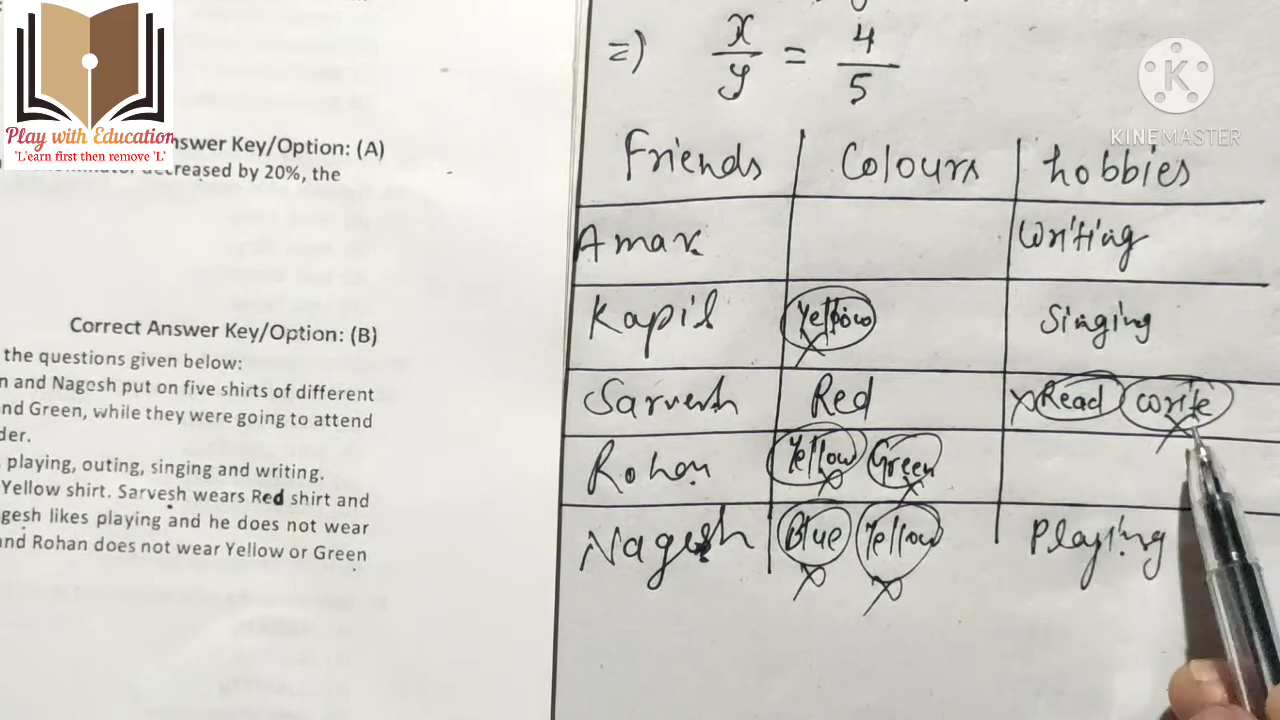 Play with Education
'L'earn first then remove 'L'
nswer Key/Option: (A)
decreased by 20%, the
Correct Answer Key/Option: (B)
the questions given below:
n and Nagesh put on five shirts of different
nd Green, while they were going to attend
der.
, playing, outing, singing and writing.
Yellow shirt. Sarvesh wears Red shirt and
gesh likes playing and he does not wear
and Rohan does not wear Yellow or Green
K
KINEMASTER
=) x/y = 4/5
Friends Colours hobbies
Amar Writing
Kapil Yellow Singing
Sarvesh Red Read write
Rohan Yellow Green
Nagesh Blue Yellow Playing